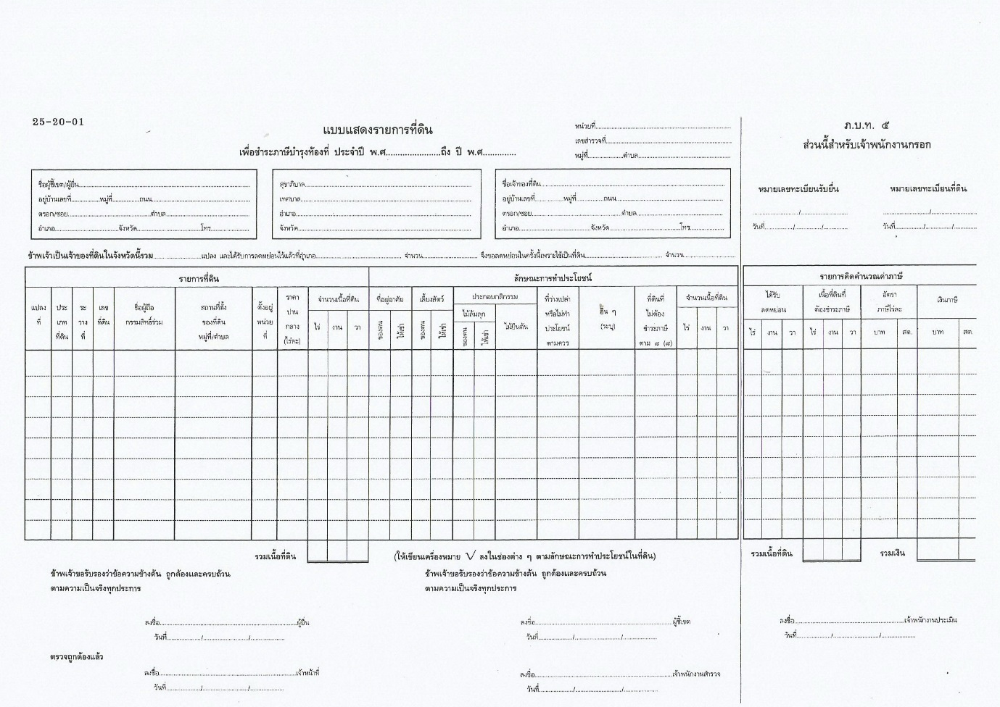 25-20-01
แบบแสดงรายการที่ดิน
เพื่อชำระภาษีบำรุงท้องที่ ประจำปี พ.ศ.......................ถึง ปี พ.ศ..............
หน่วยที่
เลขสำรวจที่
หมู่ที่..............ตำบล
ภ.บ.ท. ๕
ส่วนนี้สำหรับเจ้าพนักงานกรอก
ชื่อผู้ชี้เขต/ผู้ยื่น
อยู่บ้านเลขที่..............หมู่ที่..............ถนน
ตรอก/ซอย..............ตำบล
อำเภอ..............จังหวัด..............โทร
สุขาภิบาล
เทศบาล
อำเภอ
จังหวัด
ชื่อเจ้าของที่ดิน
อยู่บ้านเลขที่..............หมู่ที่..............ถนน
ตรอก/ซอย..............ตำบล
อำเภอ..............จังหวัด..............โทร
หมายเลขทะเบียนรับยื่น
............../..............
วันที่............/............/............
หมายเลขทะเบียนที่ดิน
............../..............
วันที่............/............/............
ข้าพเจ้าเป็นเจ้าของที่ดินในจังหวัดนี้รวม..............แปลง และได้รับการลดหย่อนไว้แล้วที่อำเภอ.............. จำนวน.............. จึงขอลดหย่อนในครั้งนี้เพราะใช้เป็นที่ดิน.............. จำนวน..............
รายการที่ดิน
ลักษณะการทำประโยชน์
รายการคิดคำนวณค่าภาษี
แปลง
ที่
ประ
เภท
ที่ดิน
ระ
วาง
ที่
เลข
ที่ดิน
ชื่อผู้ถือ
กรรมสิทธิ์ร่วม
สถานที่ตั้ง
ของที่ดิน
หมู่ที่/ตำบล
ตั้งอยู่
หน่วย
ที่
ราคา
ปาน
กลาง
(ไร่ละ)
จำนวนเนื้อที่ดิน
ไร่ งาน วา
ที่อยู่อาศัย
ของตน ให้เช่า
เลี้ยงสัตว์
ของตน ให้เช่า
ประกอบกสิกรรม
ไม้ล้มลุก
ของตน ให้เช่า
ไม้ยืนต้น
ที่ว่างเปล่า
หรือไม่ทำ
ประโยชน์
ตามควร
อื่น ๆ
(ระบุ)
ที่ดินที่
ไม่ต้อง
ชำระภาษี
ตาม ๘ (๘)
จำนวนเนื้อที่ดิน
ไร่ งาน วา
ได้รับ
ลดหย่อน
ไร่ งาน วา
เนื้อที่ดินที่
ต้องชำระภาษี
ไร่ งาน วา
อัตรา
ภาษีไร่ละ
บาท สต.
เงินภาษี
บาท สต.
รวมเนื้อที่ดิน
(ให้เขียนเครื่องหมาย √ ลงในช่องต่าง ๆ ตามลักษณะการทำประโยชน์ในที่ดิน)
รวมเนื้อที่ดิน
รวมเงิน
ข้าพเจ้าขอรับรองว่าข้อความข้างต้น ถูกต้องและครบถ้วน
ตามความเป็นจริงทุกประการ
ข้าพเจ้าขอรับรองว่าข้อความข้างต้น ถูกต้องและครบถ้วน
ตามความเป็นจริงทุกประการ
ลงชื่อ..............ผู้ยื่น
วันที่............/............/............
ลงชื่อ..............ผู้ชี้เขต
วันที่............/............/............
ลงชื่อ..............เจ้าพนักงานประเมิน
วันที่............/............/............
ตรวจถูกต้องแล้ว
ลงชื่อ..............เจ้าหน้าที่
วันที่............/............/............
ลงชื่อ..............เจ้าพนักงานสำรวจ
วันที่............/............/............